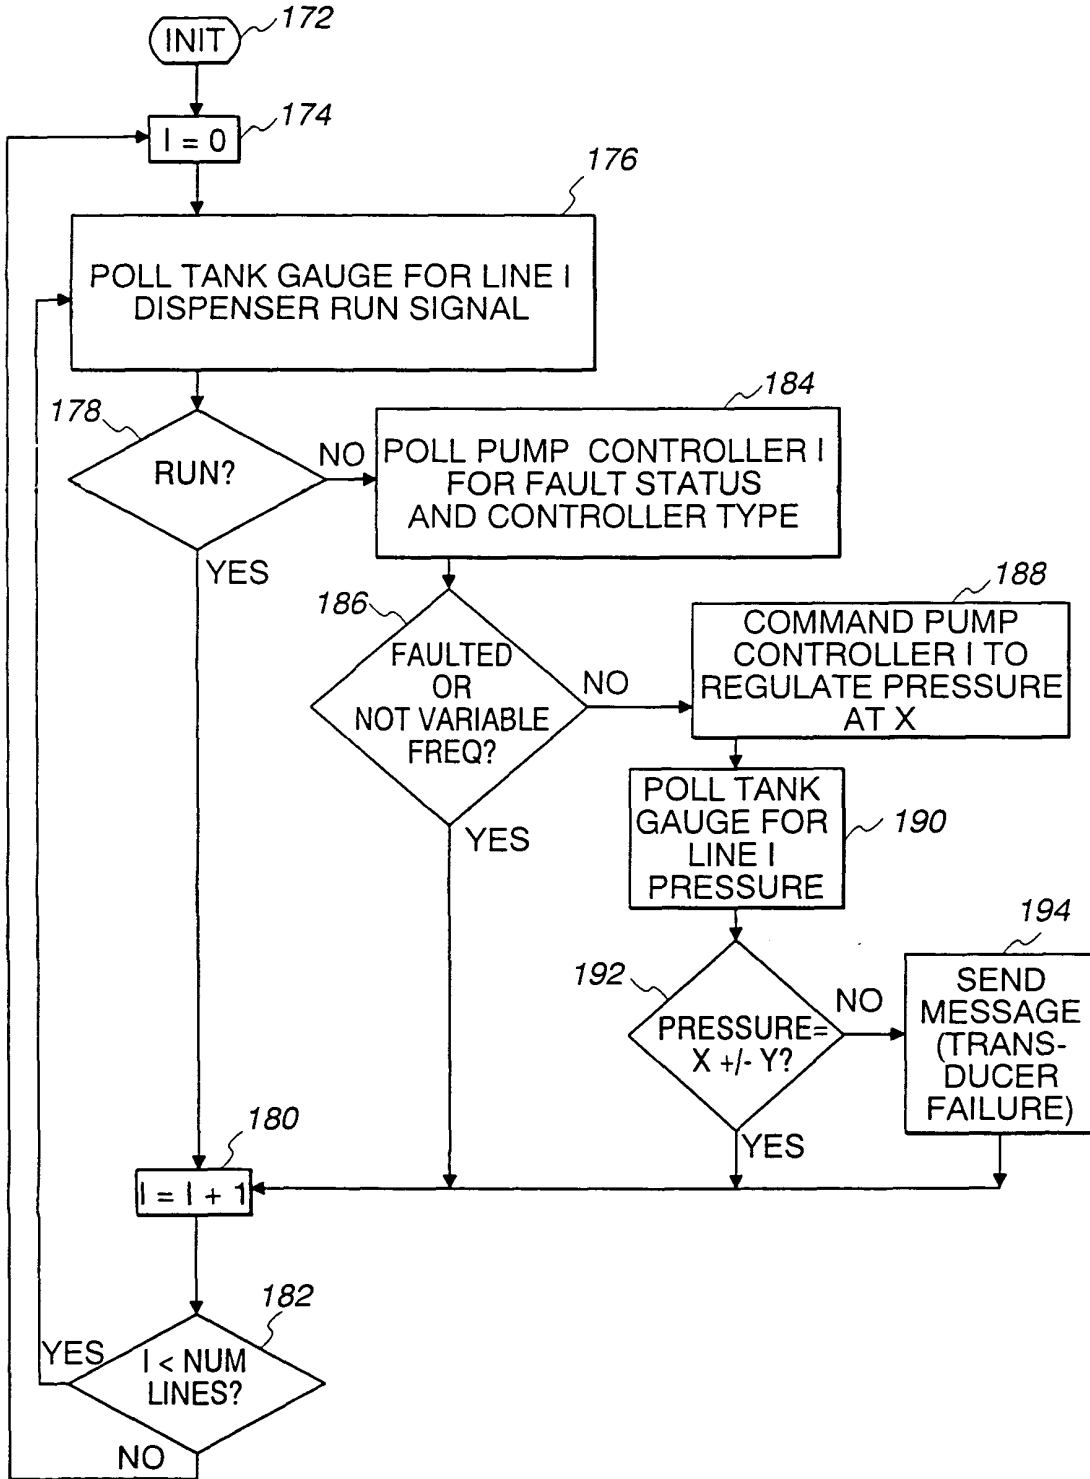 INIT
172
I = 0
174
176
POLL TANK GAUGE FOR LINE I
DISPENSER RUN SIGNAL
178
RUN?
NO
YES
184
POLL PUMP CONTROLLER I
FOR FAULT STATUS
AND CONTROLLER TYPE
186
FAULTED
OR
NOT VARIABLE
FREQ?
NO
YES
188
COMMAND PUMP
CONTROLLER I TO
REGULATE PRESSURE
AT X
POLL TANK
GAUGE FOR
LINE I
PRESSURE
190
192
PRESSURE=
X +/- Y?
NO
YES
194
SEND
MESSAGE
(TRANS-
DUCER
FAILURE)
180
I = I + 1
182
I < NUM
LINES?
YES
NO